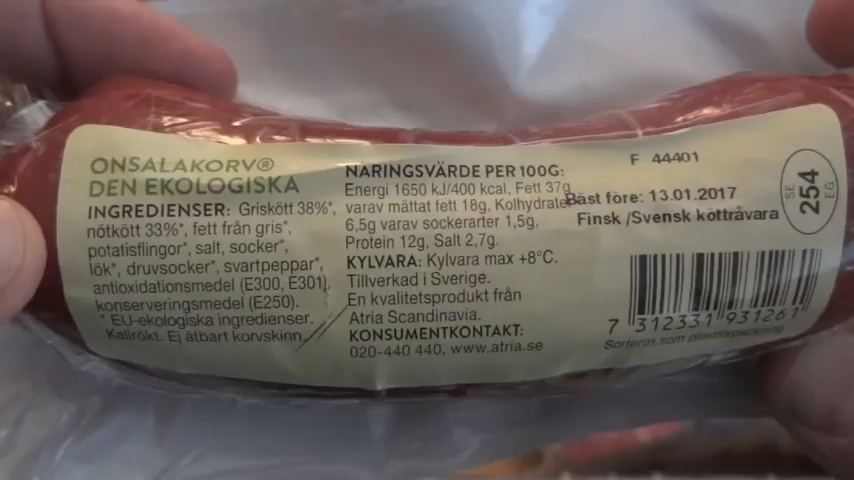 ONSALAKORV®
DEN EKOLOGISKA
INGREDIENSER: Griskött 38%*,
nötkött 33%*, fett från gris*,
potatisflingor*, salt, socker*,
lök*, druvsocker*, svartpeppar*,
antioxidationsmedel (E300, E301),
konserveringsmedel (E250).
* EU-ekologiska ingredienser.
Kallrökt. Ej ätbart korvskinn.
NÄRINGSVÄRDE PER 100G:
Energi 1650 kJ/400 kcal, Fett 37g
varav mättat fett 18g, Kolhydrater
6,5g varav sockerarter 1,5g,
Protein 12g, Salt 2,7g.
KYLVARA: Kylvara max +8°C.
Tillverkad i Sverige.
En kvalitetsprodukt från
Atria Scandinavia.
KONSUMENTKONTAKT:
020-440 440, www.atria.se
F 44401
Bäst före: 13.01.2017
Finsk /Svensk köttråvara
SE
254
EG
7 312331 931261
Sorteras som plastförpackning